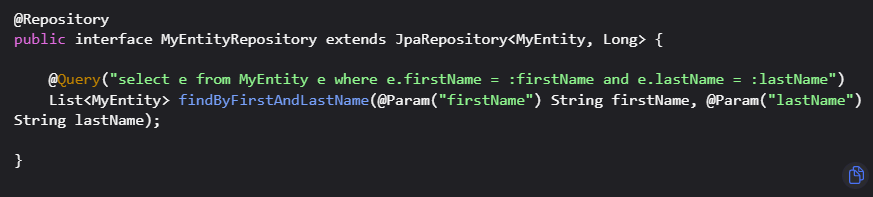 @Repository
public interface MyEntityRepository extends JpaRepository<MyEntity, Long> {
@Query("select e from MyEntity e where e.firstName = :firstName and e.lastName = :lastName")
List<MyEntity> findByFirstAndLastName(@Param("firstName") String firstName, @Param("lastName")
String lastName);
}